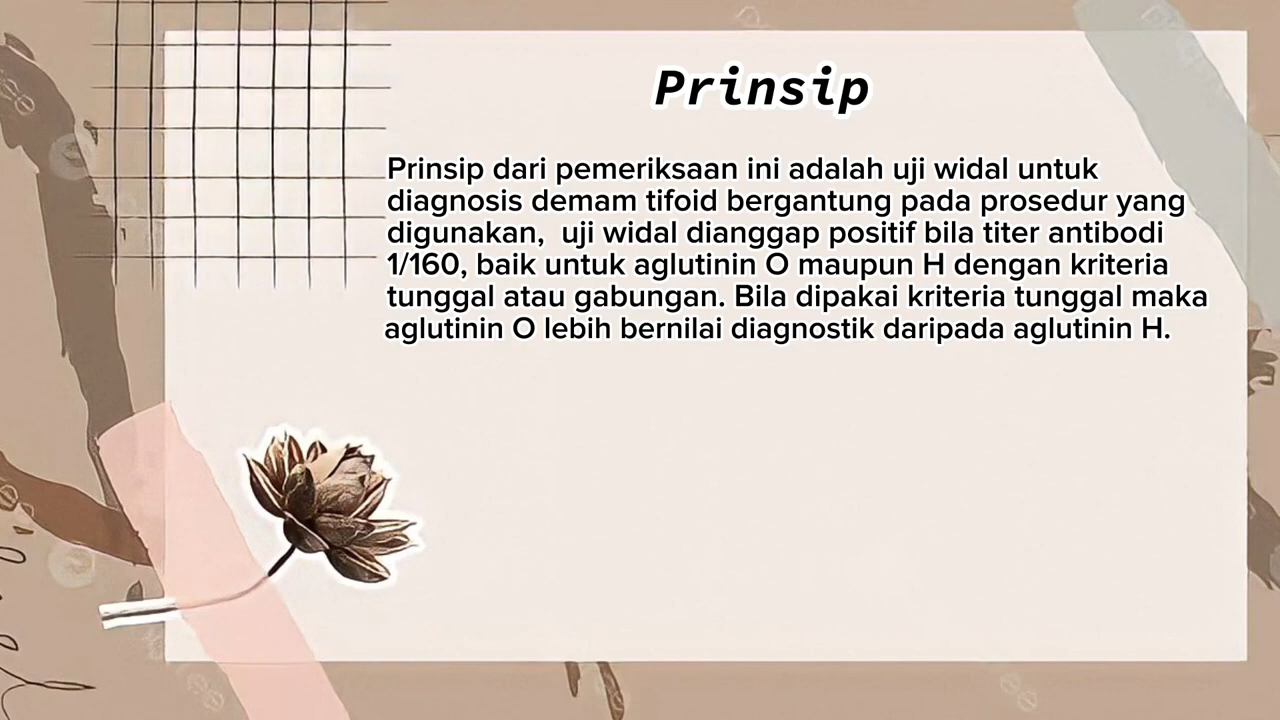 Prinsip
Prinsip dari pemeriksaan ini adalah uji widal untuk
diagnosis demam tifoid bergantung pada prosedur yang
digunakan,  uji widal dianggap positif bila titer antibodi
1/160, baik untuk aglutinin O maupun H dengan kriteria
tunggal atau gabungan. Bila dipakai kriteria tunggal maka
aglutinin O lebih bernilai diagnostik daripada aglutinin H.